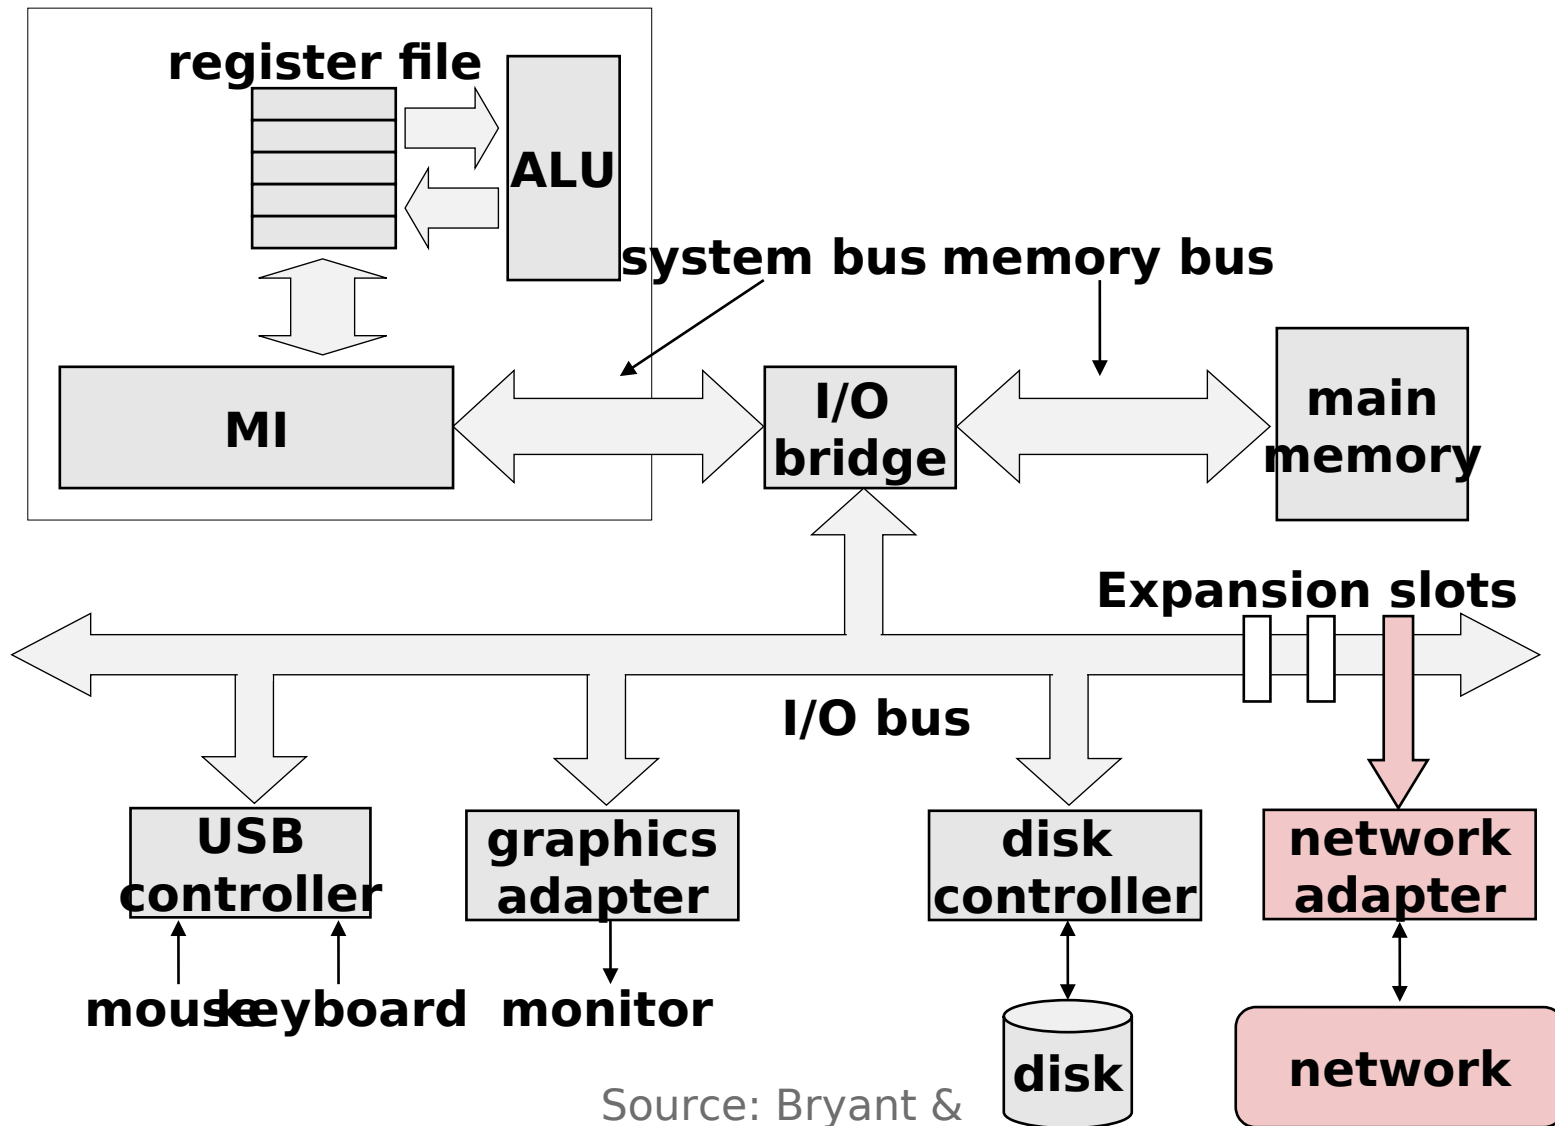 register file
ALU
system bus
memory bus
MI
I/O
bridge
main
memory
Expansion slots
I/O bus
USB
controller
graphics
adapter
disk
controller
network
adapter
mouse
keyboard
monitor
disk
network
Source: Bryant &